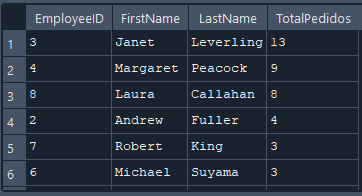 EmployeeID FirstName LastName TotalPedidos
1 3 Janet Leverling 13
2 4 Margaret Peacock 9
3 8 Laura Callahan 8
4 2 Andrew Fuller 4
5 7 Robert King 3
6 6 Michael Suyama 3